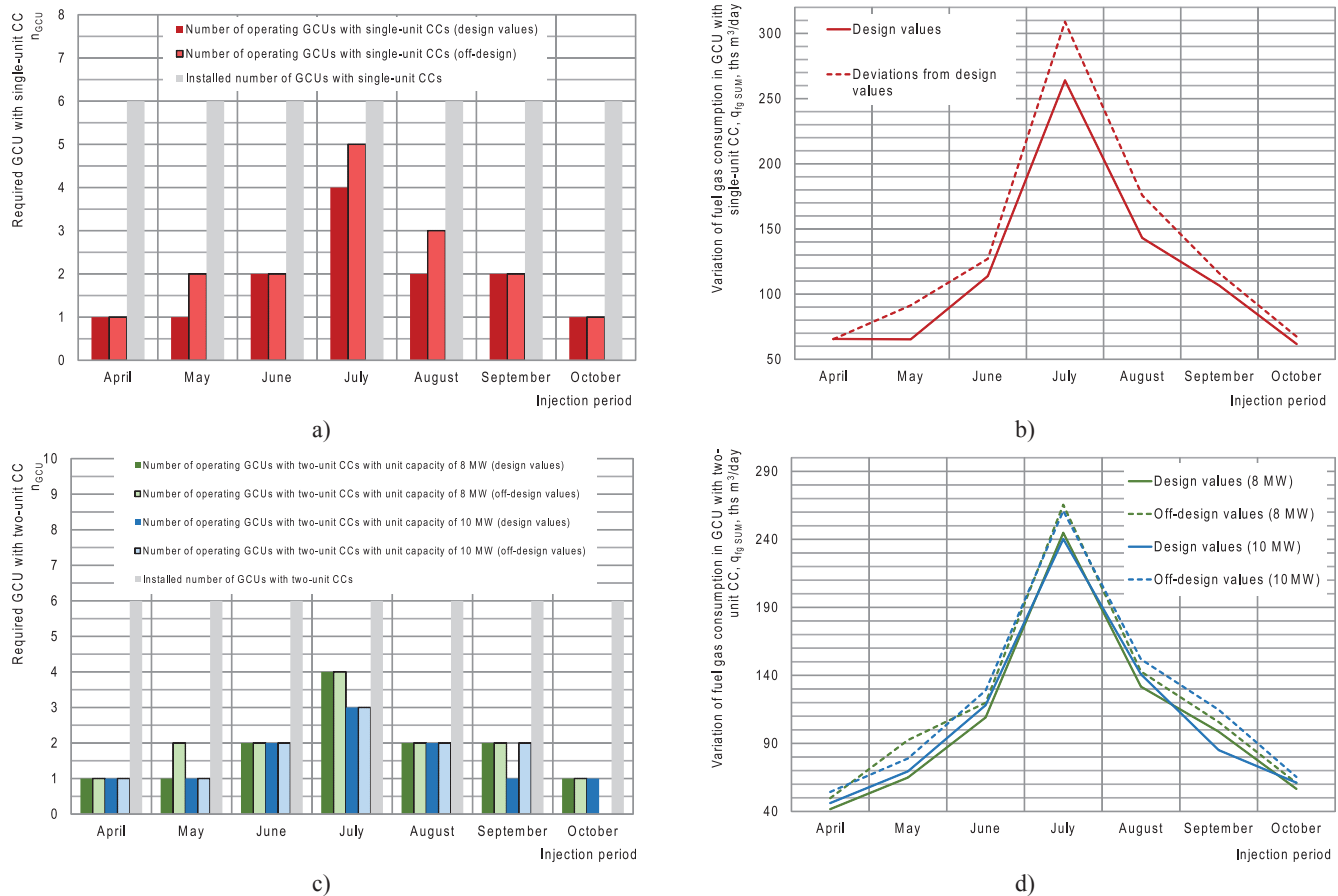 Required GCU with single-unit CC
n GCU
8
7
6
5
4
3
2
1
0
Number of operating GCUs with single-unit CCs (design values)
Number of operating GCUs with single-unit CCs (off-design)
Installed number of GCUs with single-unit CCs
April May June July August September October
Injection period
a)
Variation of fuel gas consumption in GCU with
single-unit CC, q fg SUM, ths m³/day
300
250
200
150
100
50
Design values
Deviations from design
values
April May June July August September October
Injection period
b)
Required GCU with two-unit CC
n GCU
10
9
8
7
6
5
4
3
2
1
0
Number of operating GCUs with two-unit CCs with unit capacity of 8 MW (design values)
Number of operating GCUs with two-unit CCs with unit capacity of 8 MW (off-design values)
Number of operating GCUs with two-unit CCs with unit capacity of 10 MW (design values)
Number of operating GCUs with two-unit CCs with unit capacity of 10 MW (off-design values)
Installed number of GCUs with two-unit CCs
April May June July August September October
Injection period
c)
Variation of fuel gas consumption in GCU with two-
unit CC, q fg SUM, ths m³/day
290
240
190
140
90
40
Design values (8 MW)
Off-design values (8 MW)
Design values (10 MW)
Off-design values (10 MW)
April May June July August September October
Injection period
d)